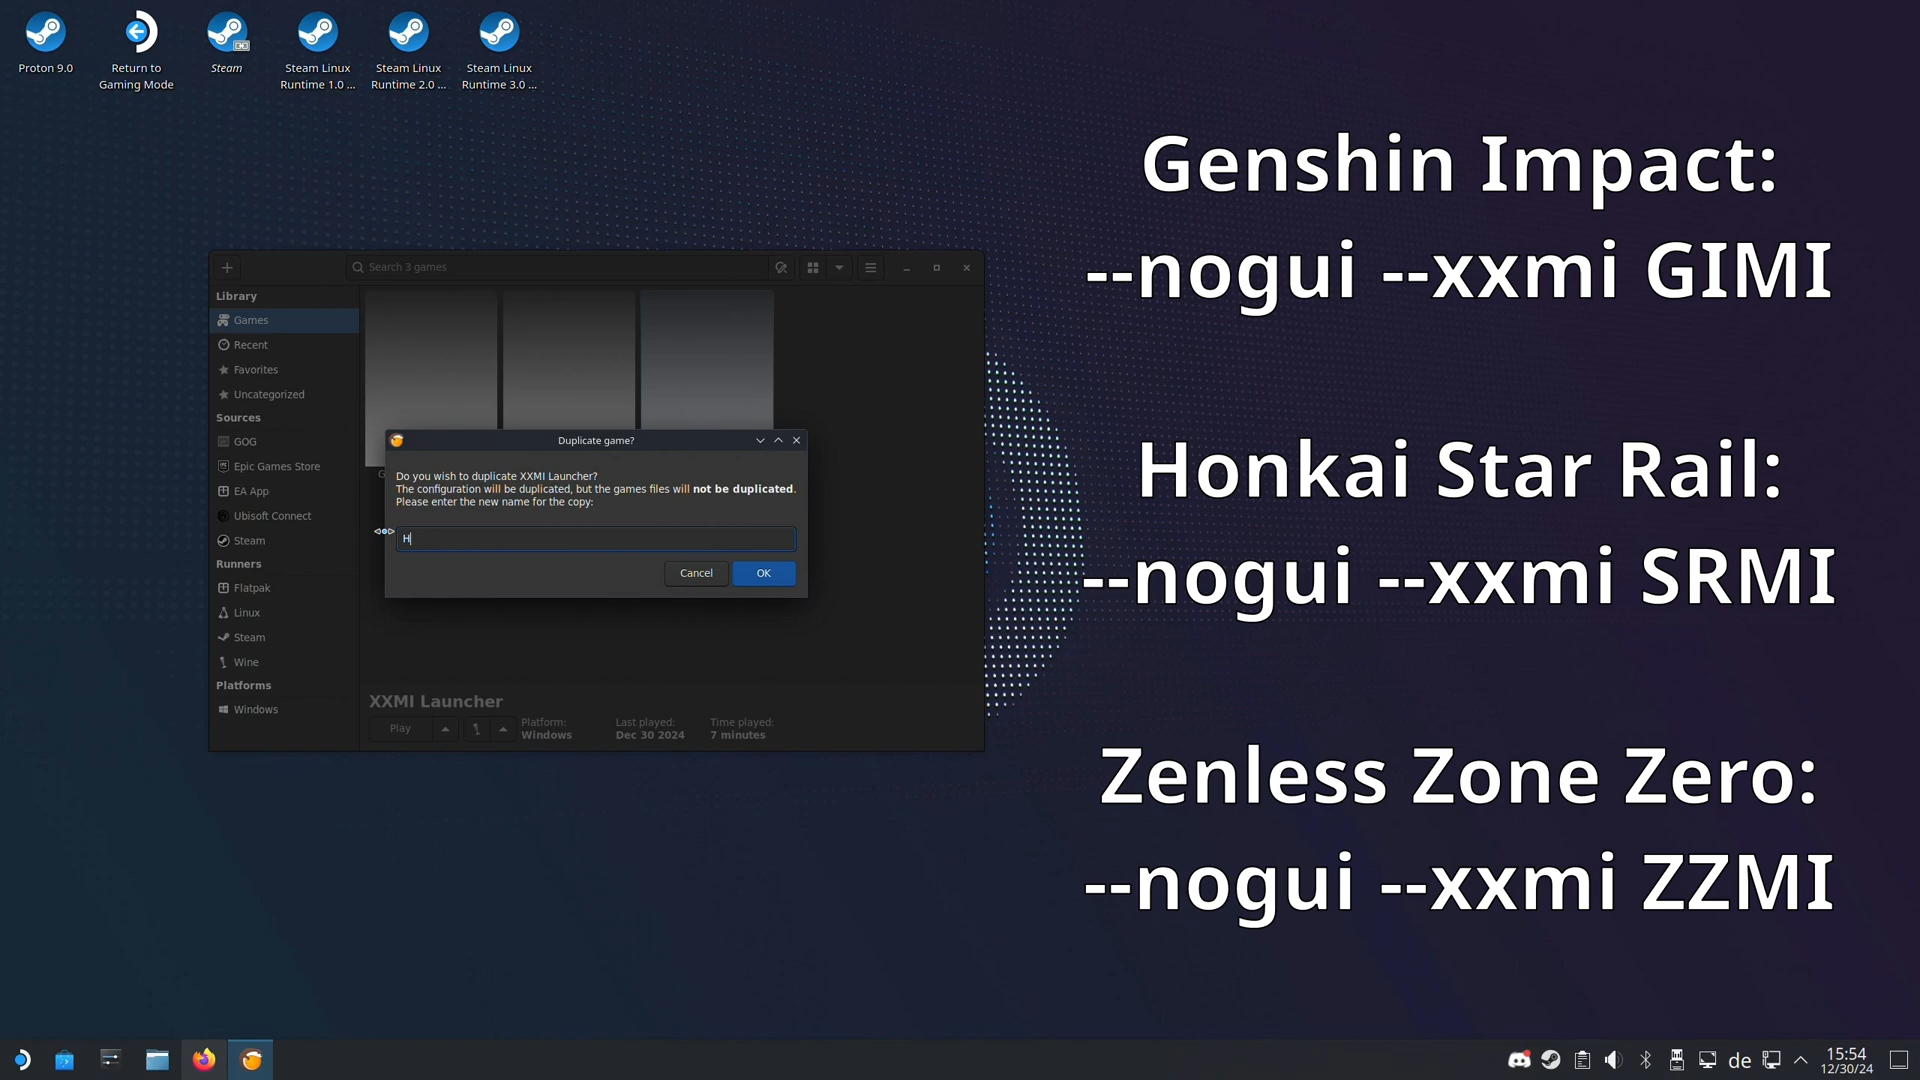 Proton 9.0
Return to
Gaming Mode
Steam
Steam Linux
Runtime 1.0 ...
Steam Linux
Runtime 2.0 ...
Steam Linux
Runtime 3.0 ...
Genshin Impact:
--nogui --xxmi GIMI
Honkai Star Rail:
--nogui --xxmi SRMI
Zenless Zone Zero:
--nogui --xxmi ZZMI
Search 3 games
Library
Games
Recent
Favorites
Uncategorized
Sources
GOG
Epic Games Store
EA App
Ubisoft Connect
Steam
Runners
Flatpak
Linux
Steam
Wine
Platforms
Windows
G
Duplicate game?
Do you wish to duplicate XXMI Launcher?
The configuration will be duplicated, but the games files will not be duplicated.
Please enter the new name for the copy:
H
Cancel
OK
XXMI Launcher
Play
Platform:
Windows
Last played:
Dec 30 2024
Time played:
7 minutes
de
15:54
12/30/24